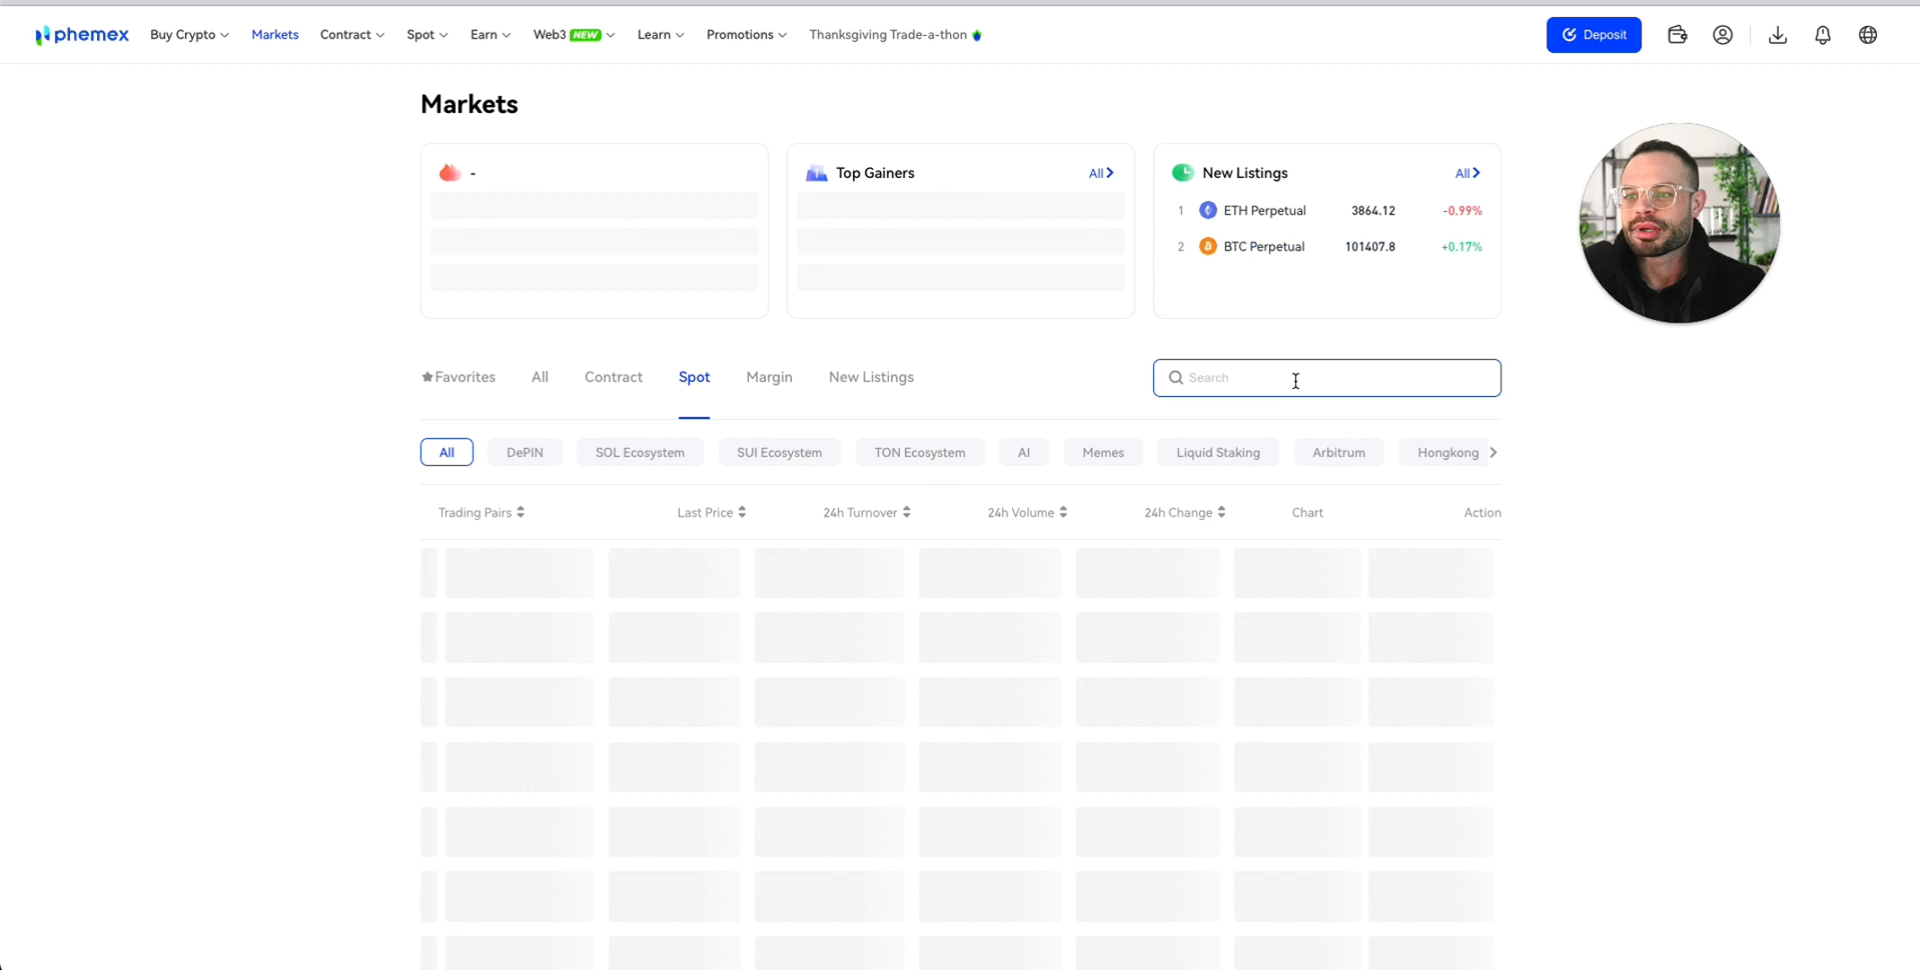 phemex Buy Crypto Markets Contract Spot Earn Web3 NEW Learn Promotions Thanksgiving Trade-a-thon Deposit
Markets
-
Top Gainers All
New Listings All
1 ETH Perpetual 3864.12 -0.99%
2 BTC Perpetual 101407.8 +0.17%
Favorites All Contract Spot Margin New Listings Search
All DePIN SOL Ecosystem SUI Ecosystem TON Ecosystem AI Memes Liquid Staking Arbitrum Hongkong
Trading Pairs Last Price 24h Turnover 24h Volume 24h Change Chart Action